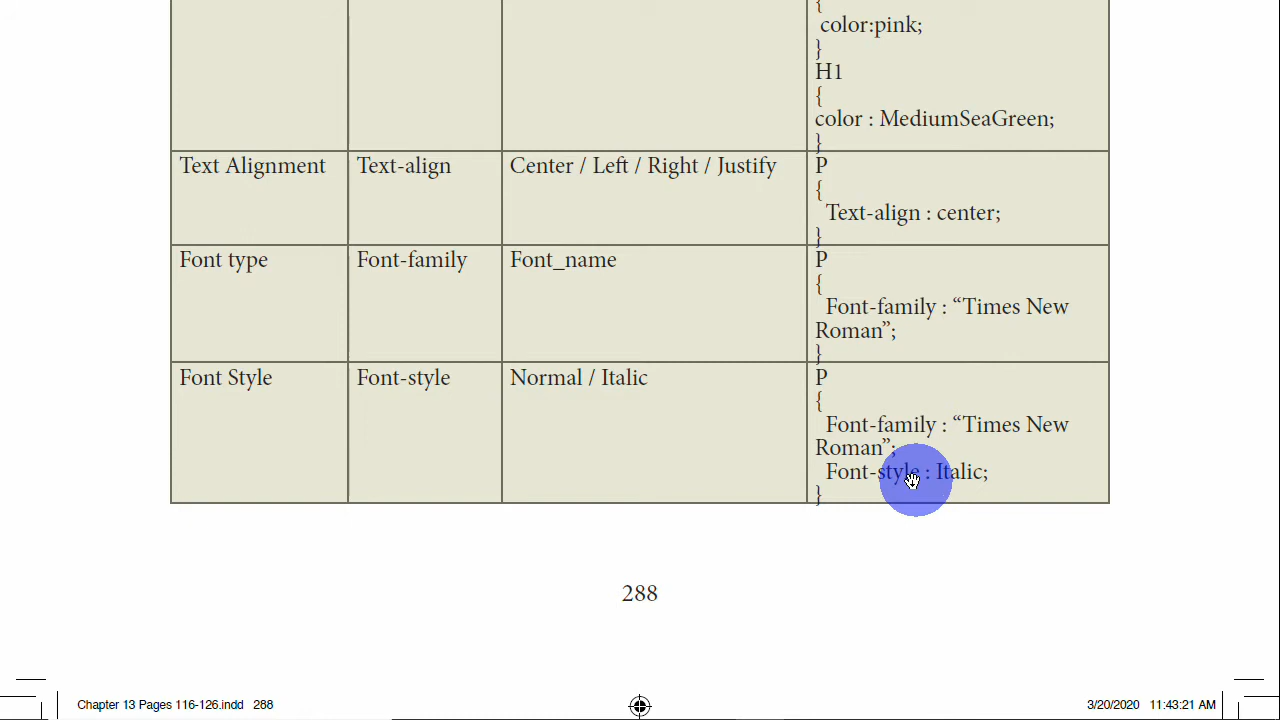 {
color:pink;
}
H1
{
color : MediumSeaGreen;
}
Text Alignment Text-align Center / Left / Right / Justify P
{
Text-align : center;
}
Font type Font-family Font_name P
{
Font-family : “Times New
Roman”;
}
Font Style Font-style Normal / Italic P
{
Font-family : “Times New
Roman”;
Font-style : Italic;
}
288
Chapter 13 Pages 116-126.indd 288 3/20/2020 11:43:21 AM